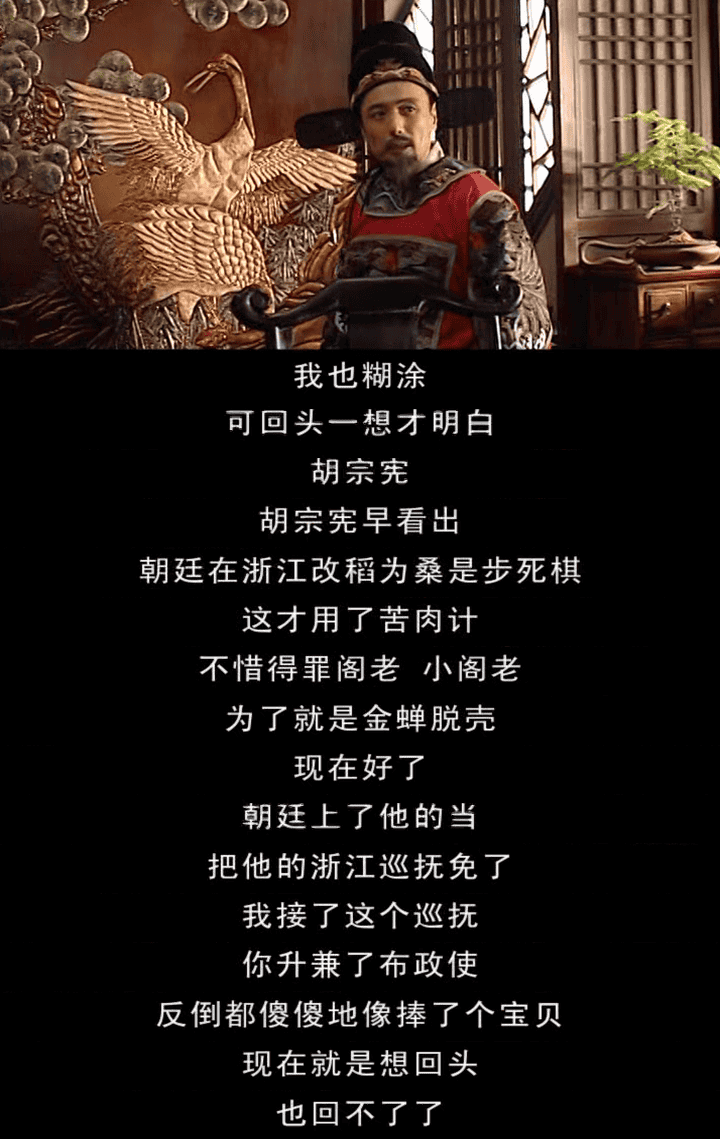 我也糊涂
可回头一想才明白
胡宗宪
胡宗宪早看出
朝廷在浙江改稻为桑是步死棋
这才用了苦肉计
不惜得罪阁老 小阁老
为了就是金蝉脱壳
现在好了
朝廷上了他的当
把他的浙江巡抚免了
我接了这个巡抚
你升兼了布政使
反倒都傻傻地像捧了个宝贝
现在就是想回头
也回不了了